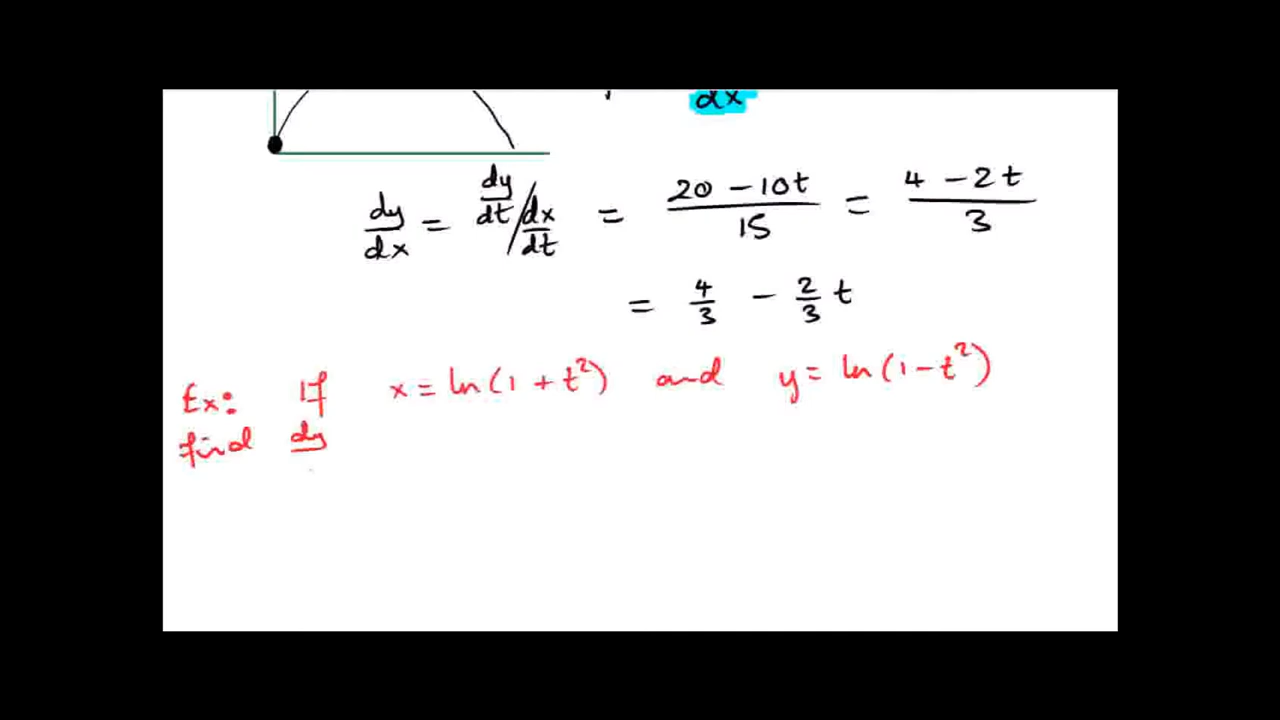 dx
dy/dx = dy/dt / dx/dt = (20 - 10t)/15 = (4 - 2t)/3
= 4/3 - 2/3 t
Ex: If x = ln(1 + t²) and y = ln(1 - t²)
find dy